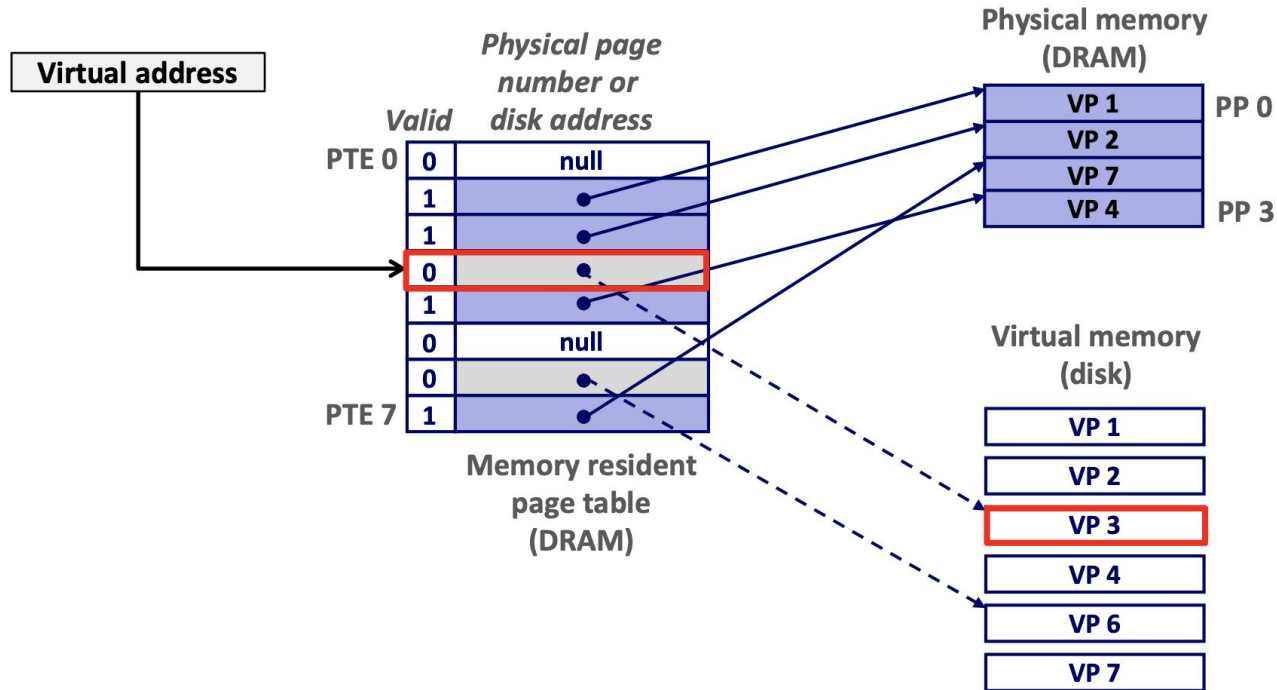 Virtual address
Physical page
number or
disk address
Valid
PTE 0
0
null
1
1
0
1
0
null
0
PTE 7
1
Memory resident
page table
(DRAM)
Physical memory
(DRAM)
VP 1
PP 0
VP 2
VP 7
VP 4
PP 3
Virtual memory
(disk)
VP 1
VP 2
VP 3
VP 4
VP 6
VP 7